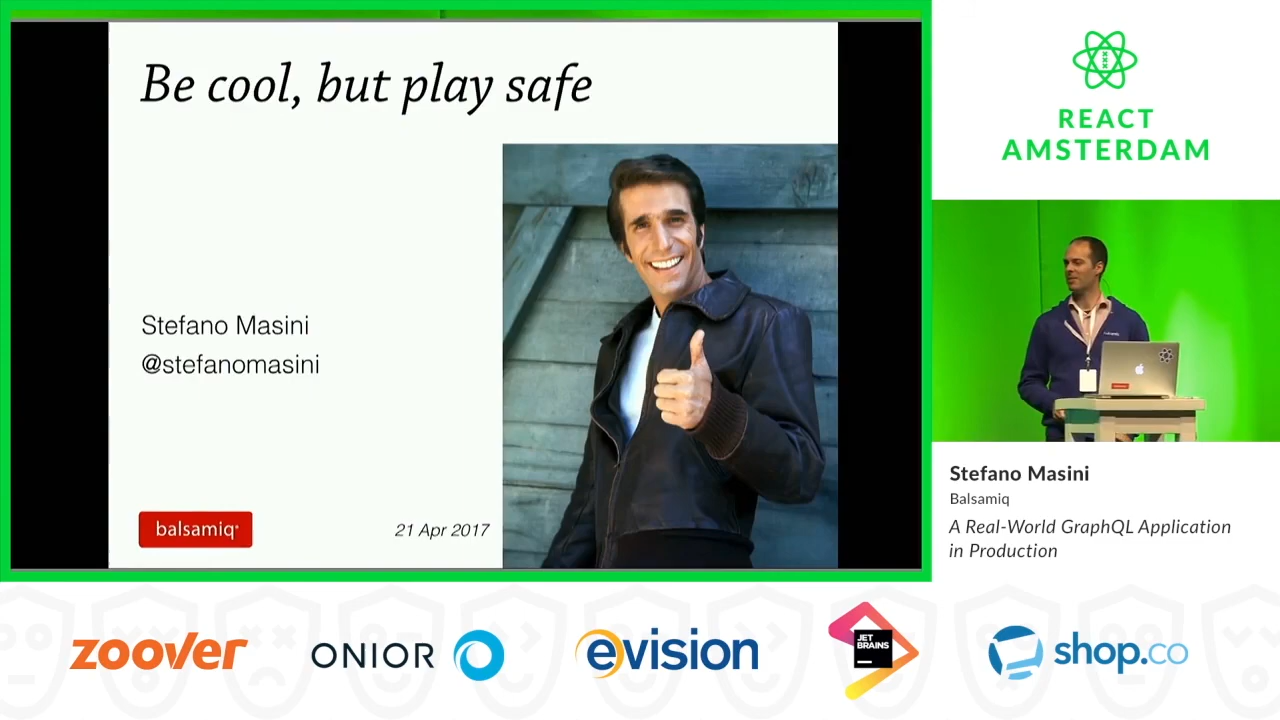 Be cool, but play safe
Stefano Masini
@stefanomasini
balsamiq
21 Apr 2017
REACT
AMSTERDAM
Stefano Masini
Balsamiq
A Real-World GraphQL Application
in Production
zoover
ONIOR
evision
JET
BRAINS
shop.co